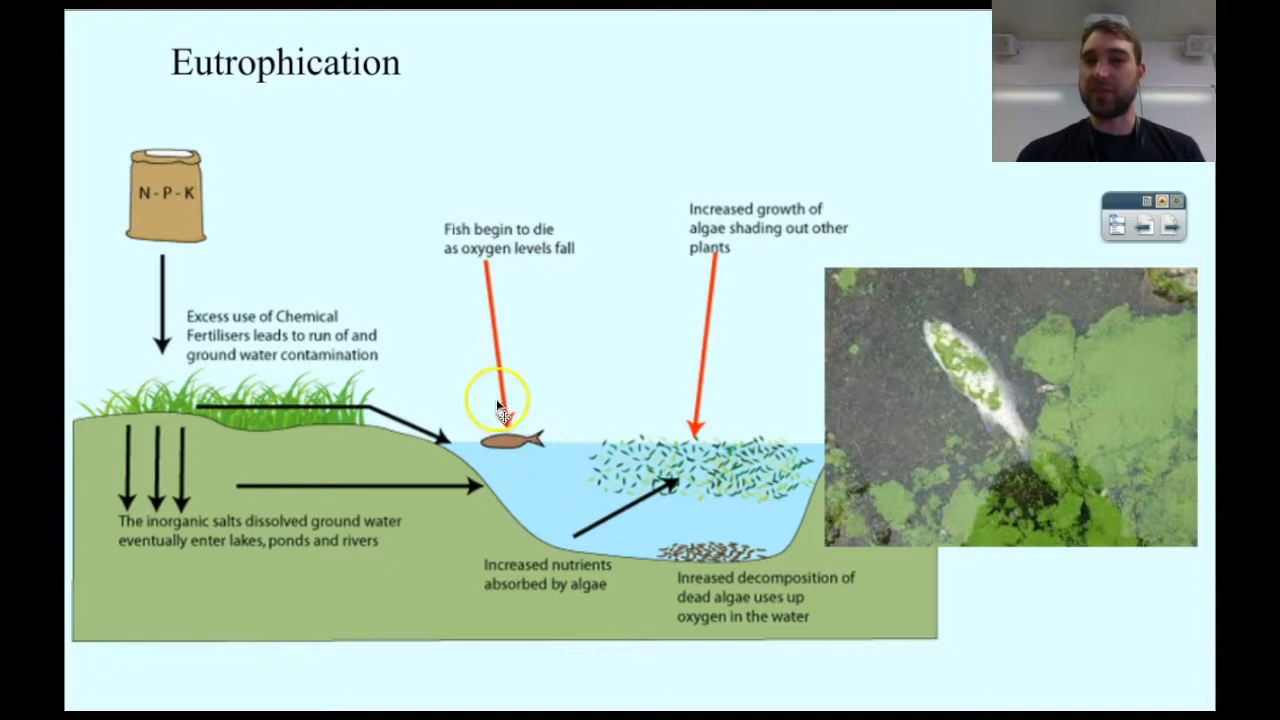 Eutrophication
N - P - K
Excess use of Chemical
Fertilisers leads to run of and
ground water contamination
Fish begin to die
as oxygen levels fall
Increased growth of
algae shading out other
plants
The inorganic salts dissolved ground water
eventually enter lakes, ponds and rivers
Increased nutrients
absorbed by algae
Inreased decomposition of
dead algae uses up
oxygen in the water